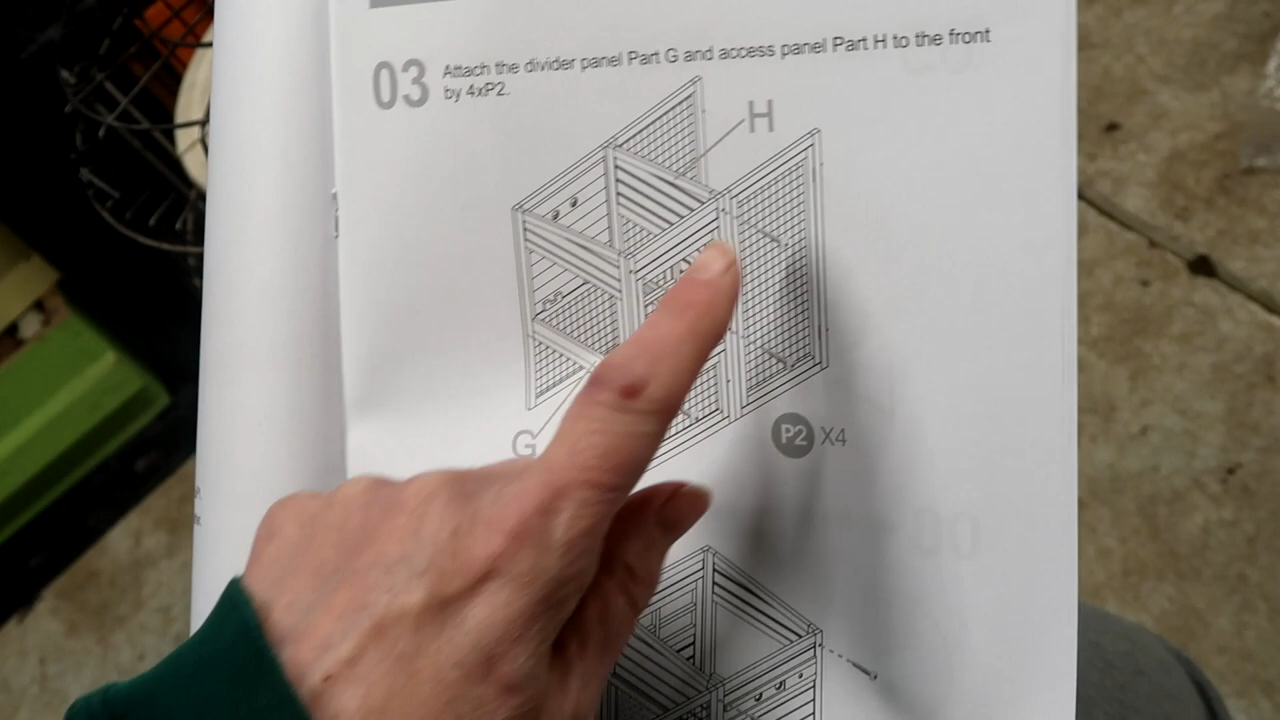 03
Attach the divider panel Part G and access panel Part H to the front
by 4xP2.
H
G
P2 X4